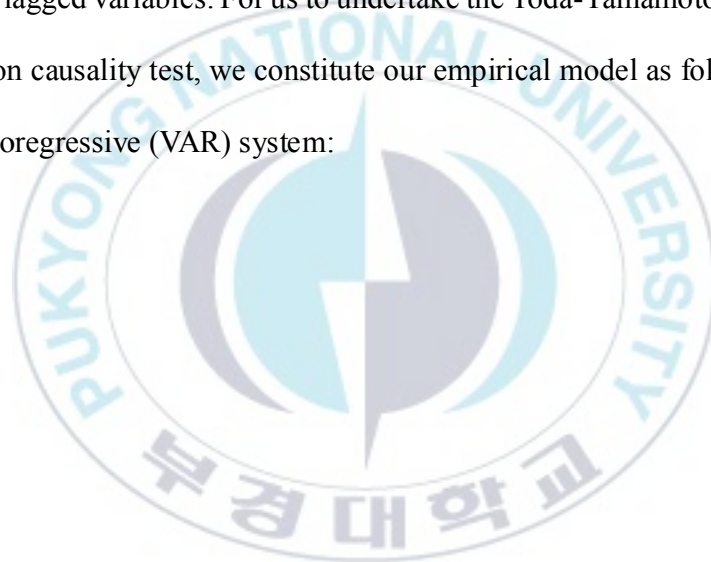 lagged variables. For us to undertake the Toda-Yamamoto
on causality test, we constitute our empirical model as fol
oregressive (VAR) system:
PUKYONG NATIONAL UNIVERSITY
부경대학교